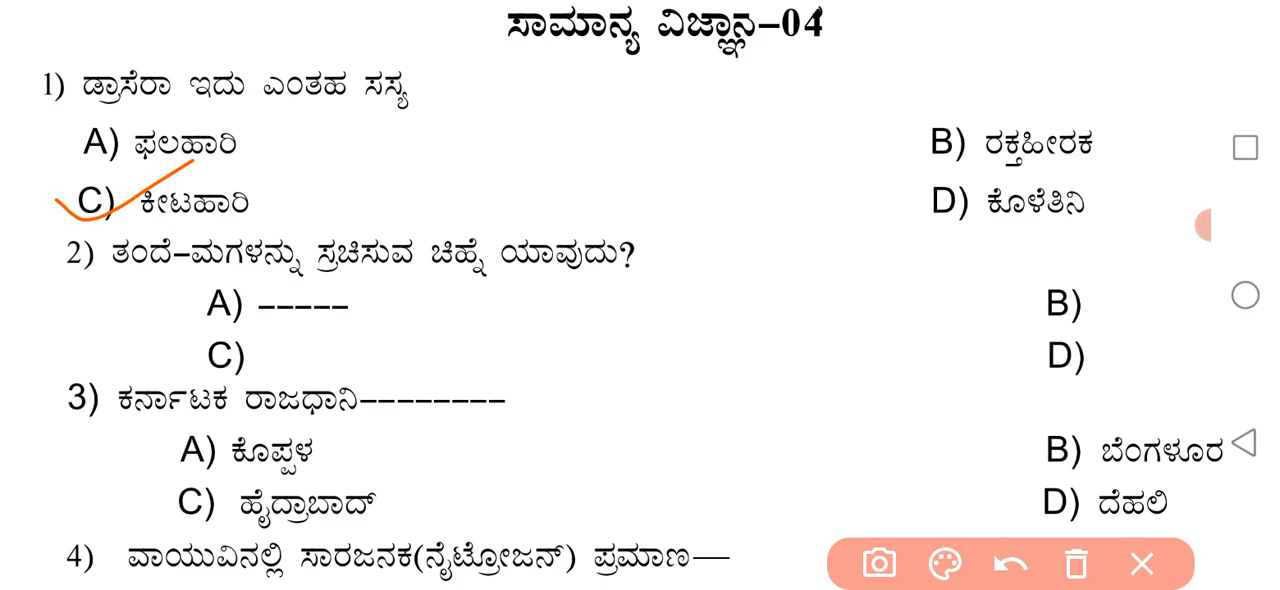 ಸಾಮಾನ್ಯ ವಿಜ್ಞಾನ–04
1) ಡ್ರಾಸೆರಾ ಇದು ಎಂತಹ ಸಸ್ಯ
A) ಫಲಹಾರಿ B) ರಕ್ತಹೀರಕ
C) ಕೀಟಹಾರಿ D) ಕೊಳೆತಿನಿ
2) ತಂದೆ–ಮಗಳನ್ನು ಸ್ರಚಿಸುವ ಚಿಹ್ನೆ ಯಾವುದು?
A) ----- B)
C) D)
3) ಕರ್ನಾಟಕ ರಾಜಧಾನಿ--------
A) ಕೊಪ್ಪಳ B) ಬೆಂಗಳೂರ
C) ಹೈದ್ರಾಬಾದ್ D) ದೆಹಲಿ
4) ವಾಯುವಿನಲ್ಲಿ ಸಾರಜನಕ(ನೈಟ್ರೋಜನ್) ಪ್ರಮಾಣ—